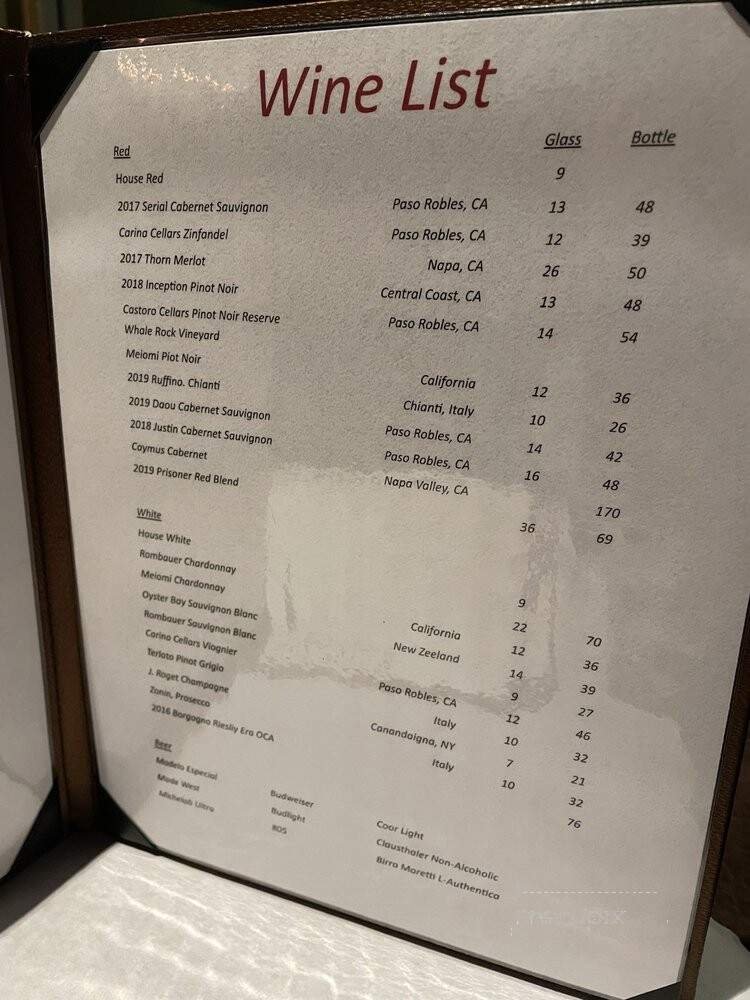 Wine List
Glass Bottle
Red
House Red 9
2017 Serial Cabernet Sauvignon Paso Robles, CA 13 48
Carina Cellars Zinfandel Paso Robles, CA 12 39
2017 Thorn Merlot Napa, CA 26 50
2018 Inception Pinot Noir Central Coast, CA 13 48
Castoro Cellars Pinot Noir Reserve Paso Robles, CA 14 54
Whale Rock Vineyard
Meiomi Piot Noir California 12 36
2019 Ruffino. Chianti Chianti, Italy 10 26
2019 Daou Cabernet Sauvignon Paso Robles, CA 14 42
2018 Justin Cabernet Sauvignon Paso Robles, CA 16 48
Caymus Cabernet Napa Valley, CA 170
2019 Prisoner Red Blend 36 69
White
House White 9
Rombauer Chardonnay 22 70
Meiomi Chardonnay California 12 36
Oyster Bay Sauvignon Blanc New Zeeland 14 39
Rombauer Sauvignon Blanc 9 27
Carina Cellars Viognier Paso Robles, CA 12 46
Terlato Pinot Grigio Italy 10 32
J. Roget Champagne Canandaigna, NY 7 21
Zonin, Prosecco Italy 10 32
2016 Borgogno Riesliy Era OCA 76
Beer
Modelo Especial Budweiser Coor Light
Made West Budlight Clausthaler Non-Alcoholic
Michelob Ultra 805 Birra Moretti L-Authentica